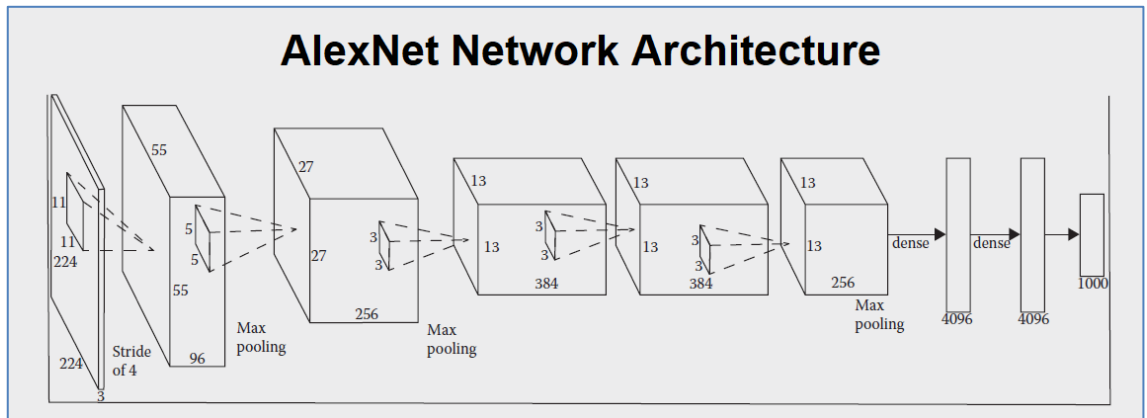 AlexNet Network Architecture
11
11
224
224
3
Stride
of 4
55
55
5
5
96
Max
pooling
27
27
3
3
256
Max
pooling
13
13
3
3
384
13
13
3
3
384
13
13
256
Max
pooling
dense
4096
dense
4096
1000